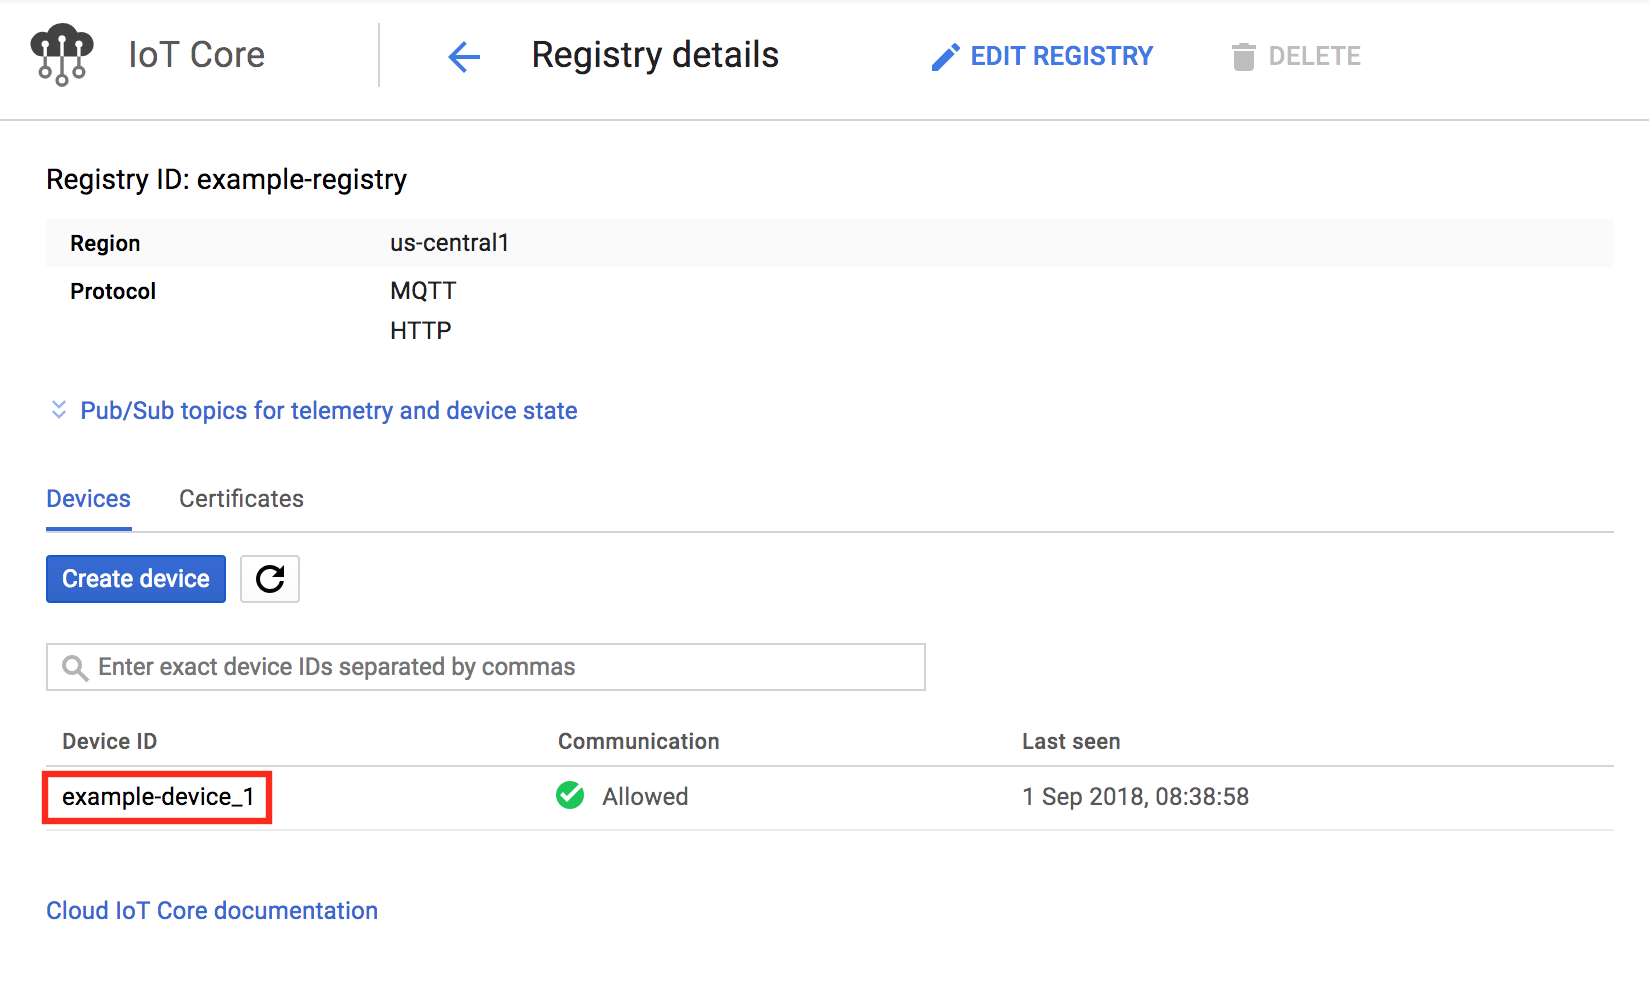 IoT Core
Registry details
EDIT REGISTRY
DELETE
Registry ID: example-registry
Region us-central1
Protocol MQTT
HTTP
Pub/Sub topics for telemetry and device state
Devices Certificates
Create device
Enter exact device IDs separated by commas
Device ID Communication Last seen
example-device_1 Allowed 1 Sep 2018, 08:38:58
Cloud IoT Core documentation